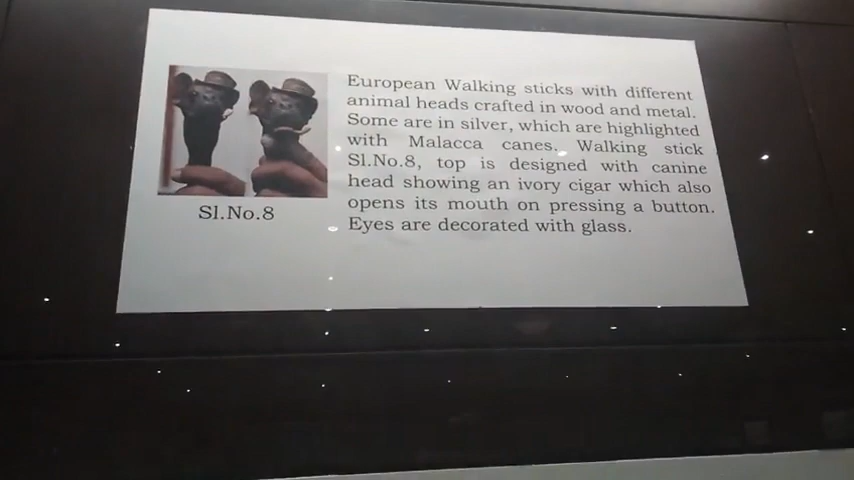 European Walking sticks with different
animal heads crafted in wood and metal.
Some are in silver, which are highlighted
with Malacca canes. Walking stick
Sl.No.8, top is designed with canine
head showing an ivory cigar which also
opens its mouth on pressing a button.
Eyes are decorated with glass.
Sl.No.8